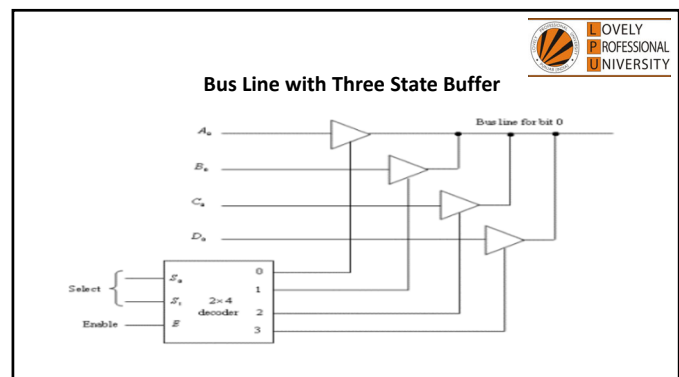 LOVELY
PROFESSIONAL
UNIVERSITY
Bus Line with Three State Buffer
Bus line for bit 0
A₀
B₀
C₀
D₀
Select
S₀
S₁
Enable
E
2×4
decoder
0
1
2
3